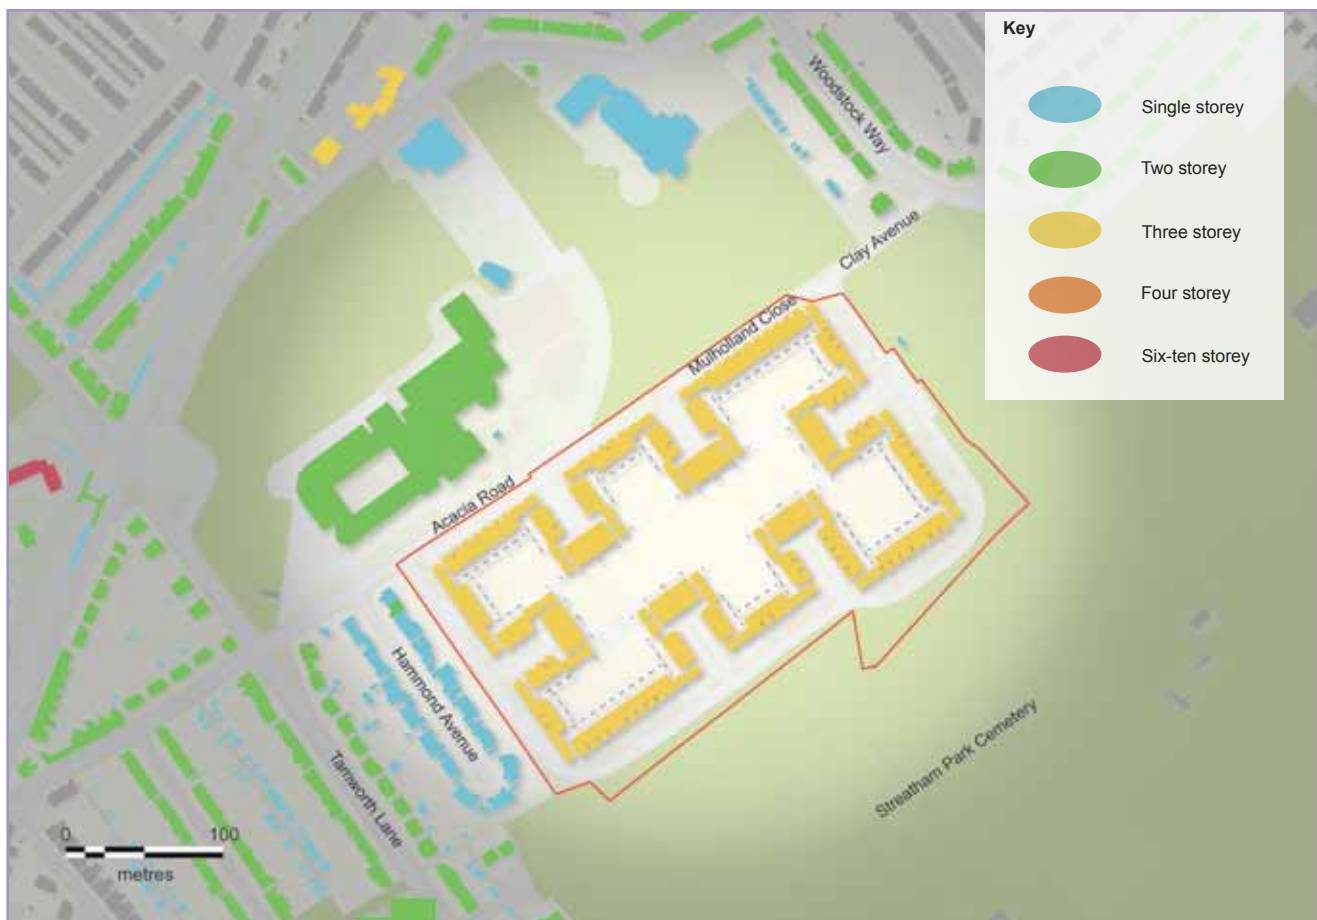 Key
Single storey
Two storey
Three storey
Four storey
Six-ten storey
Woodstock Way
Clay Avenue
Mulholland Close
Acacia Road
Hammond Avenue
Tamworth Lane
Streatham Park Cemetery
0 100
metres